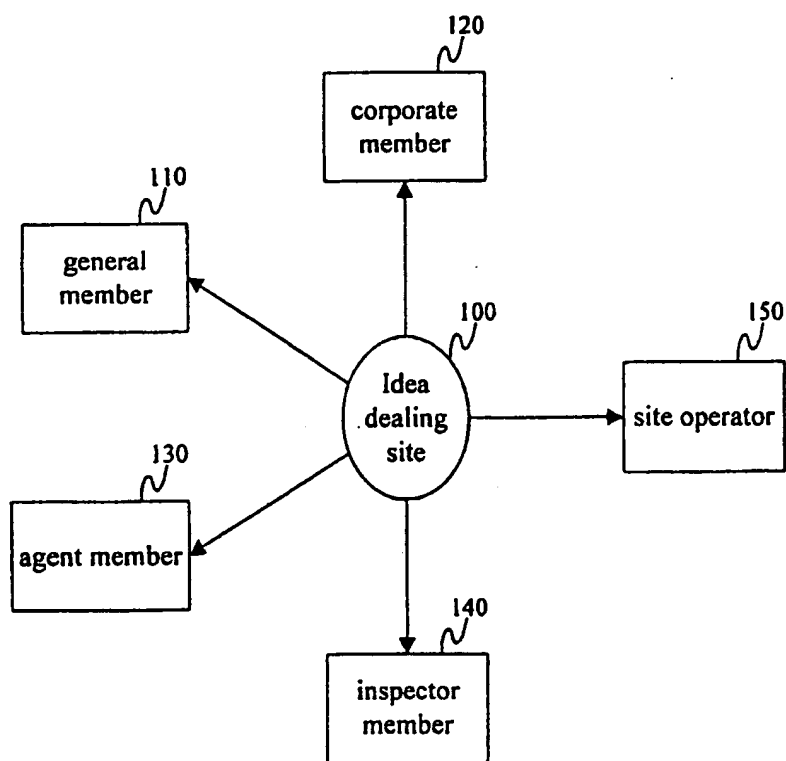 120
corporate
member
110
general
member
100
Idea
dealing
site
150
site operator
130
agent member
140
inspector
member